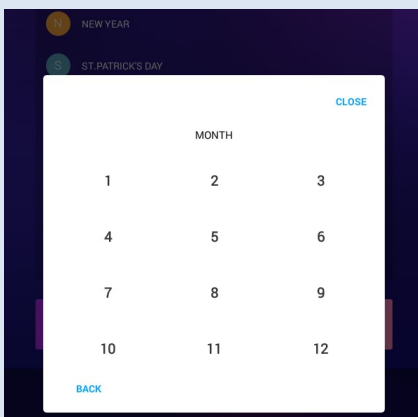 N NEW YEAR
S ST.PATRICK'S DAY
CLOSE
MONTH
1 2 3
4 5 6
7 8 9
10 11 12
BACK